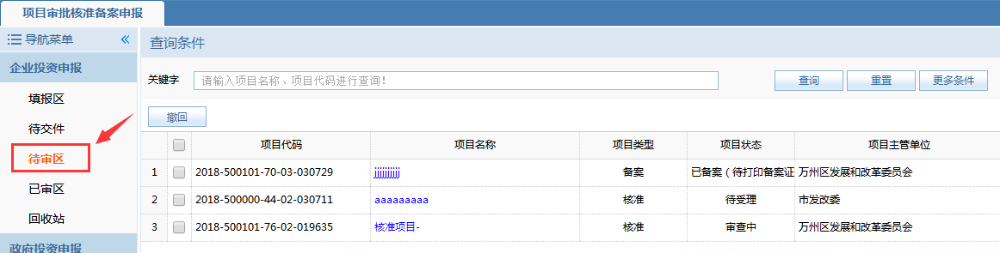 项目审批核准备案申报
导航菜单 «
查询条件
企业投资申报
关键字 请输入项目名称、项目代码进行查询! 查询 重置 更多条件
填报区
待交件
待审区
已审区
回收站
政府投资申报
撤回
项目代码 项目名称 项目类型 项目状态 项目主管单位
1 2018-500101-70-03-030729 jjjjjjjjjj 备案 已备案(待打印备案证 万州区发展和改革委员会
2 2018-500000-44-02-030711 aaaaaaaaa 核准 待受理 市发改委
3 2018-500101-76-02-019635 核准项目- 核准 审查中 万州区发展和改革委员会